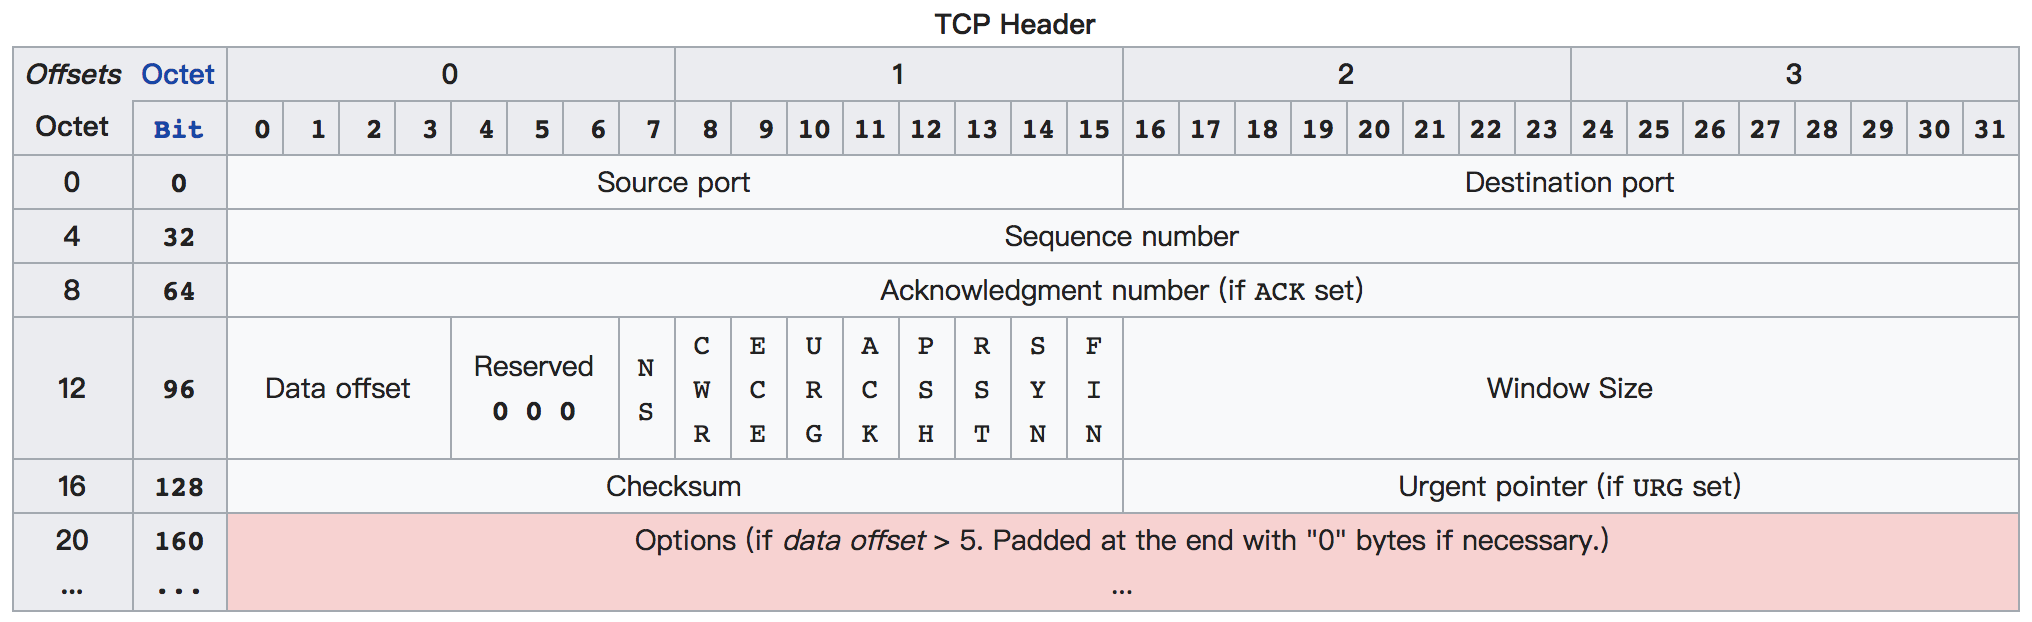 TCP Header
Offsets Octet 0 1 2 3
Octet Bit 0 1 2 3 4 5 6 7 8 9 10 11 12 13 14 15 16 17 18 19 20 21 22 23 24 25 26 27 28 29 30 31
0 0 Source port Destination port
4 32 Sequence number
8 64 Acknowledgment number (if ACK set)
12 96 Data offset Reserved 0 0 0 NS CWR ECE URG ACK PSH RST SYN FIN Window Size
16 128 Checksum Urgent pointer (if URG set)
20 160 Options (if data offset > 5. Padded at the end with "0" bytes if necessary.)
... ... ...